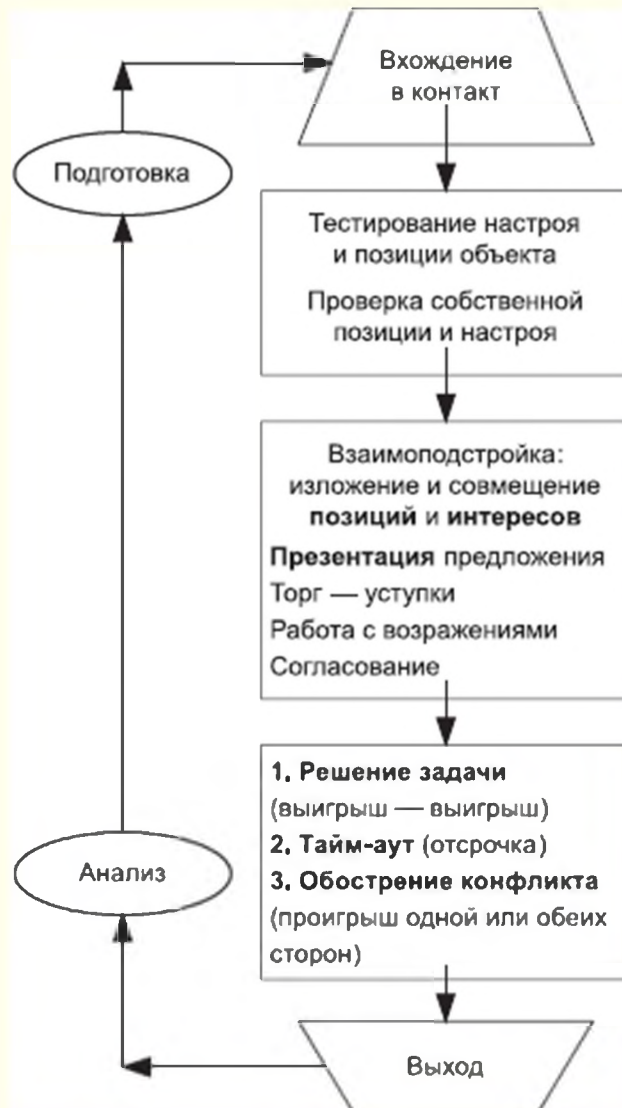 Вхождение
в контакт
Подготовка
Тестирование настроя
и позиции объекта
Проверка собственной
позиции и настроя
Взаимоподстройка:
изложение и совмещение
позиций и интересов
Презентация предложения
Торг — уступки
Работа с возражениями
Согласование
1. Решение задачи
(выигрыш — выигрыш)
2. Тайм-аут (отсрочка)
3. Обострение конфликта
(проигрыш одной или обеих
сторон)
Анализ
Выход